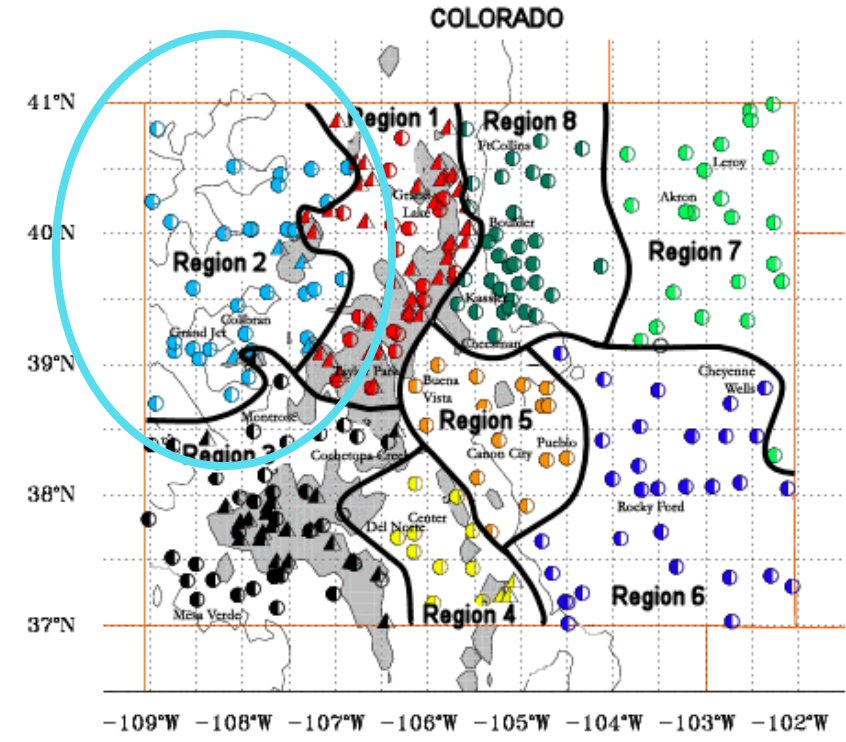 COLORADO
41°N
Region 1
Region 8
FtCollins
Leroy
Akron
Grand
Lake
Boulder
40°N
Region 2
Region 7
Kassler
Collbran
Grand Jct
Cheesman
39°N
Taylor Park
Buena
Vista
Cheyenne
Wells
Montrose
Region 5
Region 3
Cochetopa Creek
Canon City
Pueblo
38°N
Rocky Ford
Del Norte
Center
Mesa Verde
Region 4
Region 6
37°N
-109°W -108°W -107°W -106°W -105°W -104°W -103°W -102°W